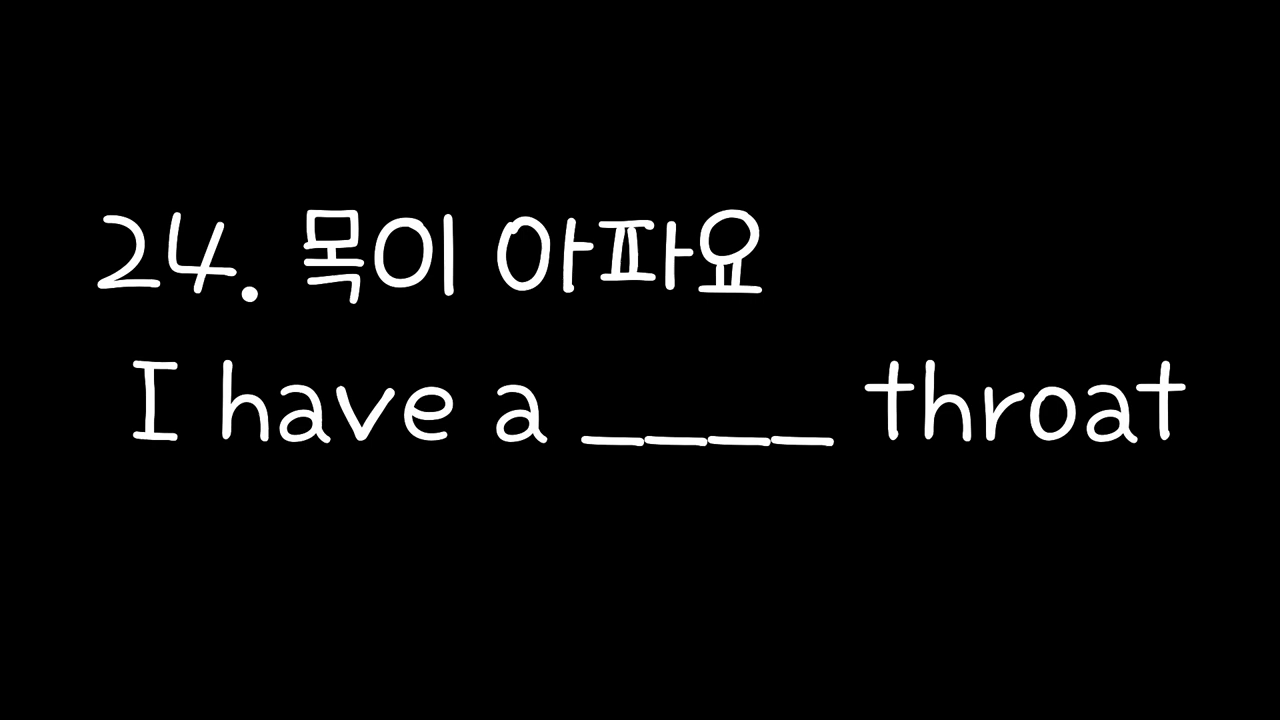 24. 목이 아파요
I have a ____ throat